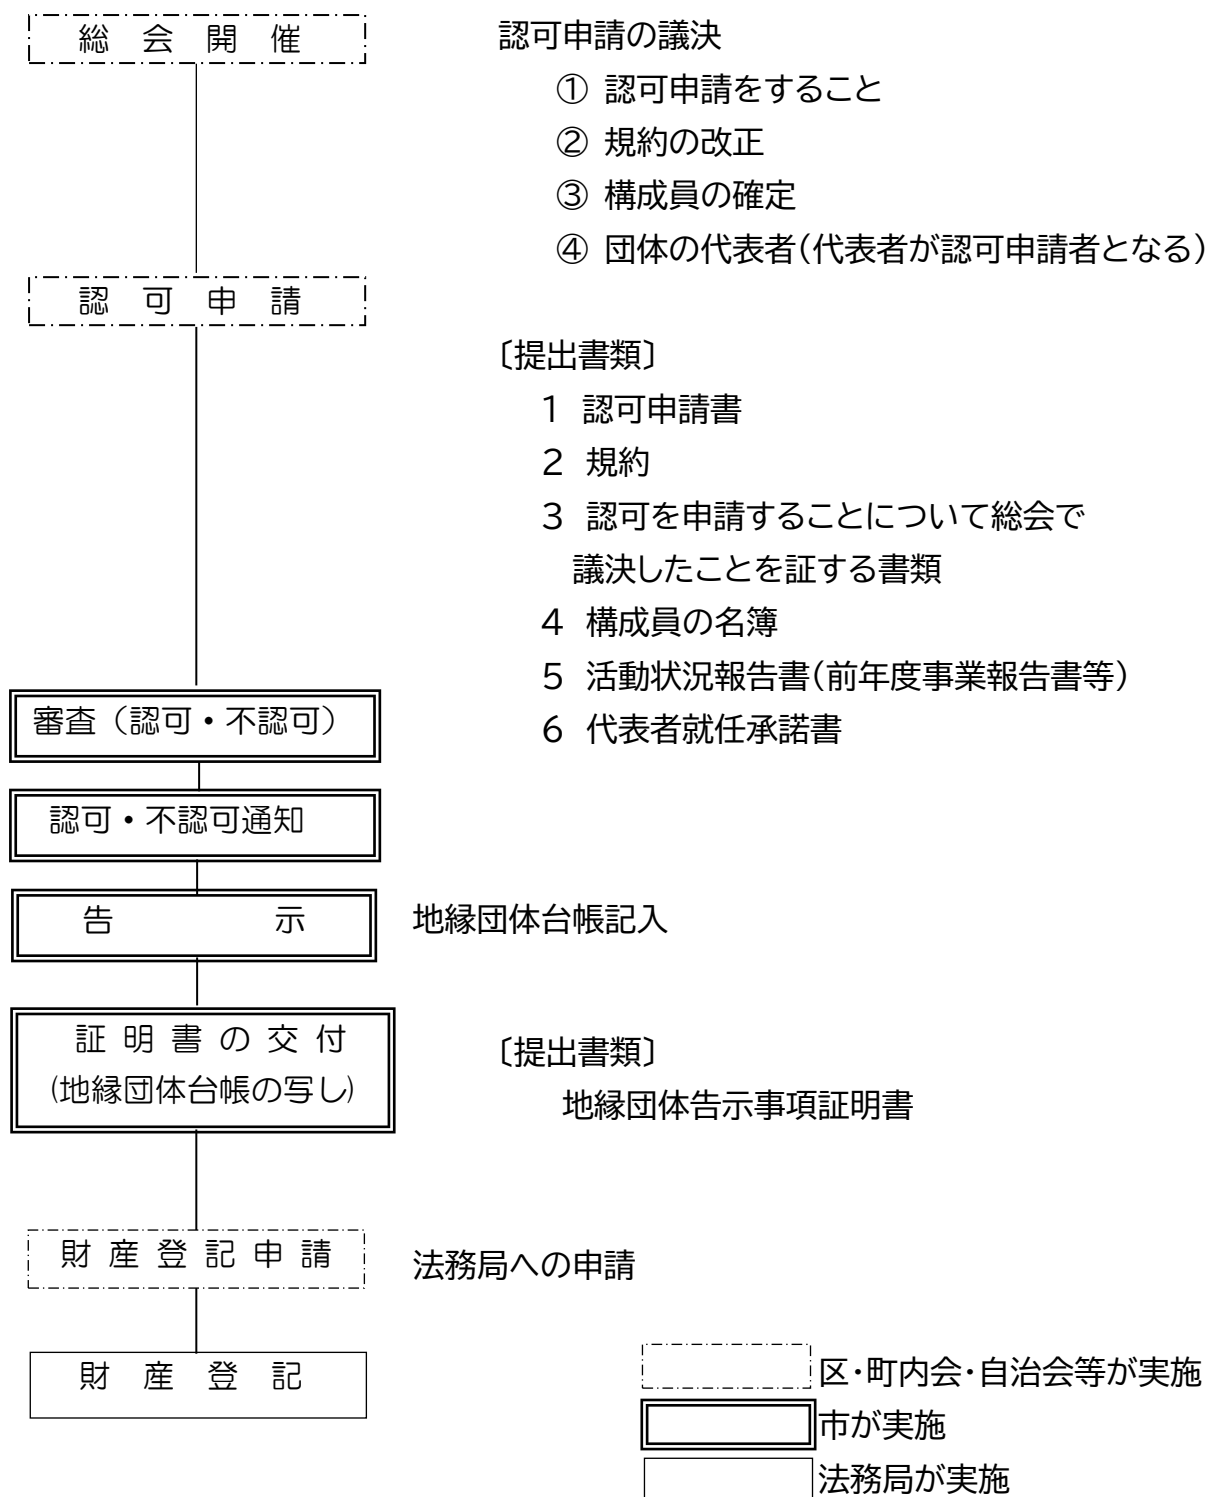 総会開催
認可申請の議決
① 認可申請をすること
② 規約の改正
③ 構成員の確定
④ 団体の代表者(代表者が認可申請者となる)
認可申請
〔提出書類〕
1 認可申請書
2 規約
3 認可を申請することについて総会で
議決したことを証する書類
4 構成員の名簿
5 活動状況報告書(前年度事業報告書等)
6 代表者就任承諾書
審査(認可・不認可)
認可・不認可通知
告示
地縁団体台帳記入
証明書の交付
(地縁団体台帳の写し)
〔提出書類〕
地縁団体告示事項証明書
財産登記申請
法務局への申請
財産登記
区・町内会・自治会等が実施
市が実施
法務局が実施